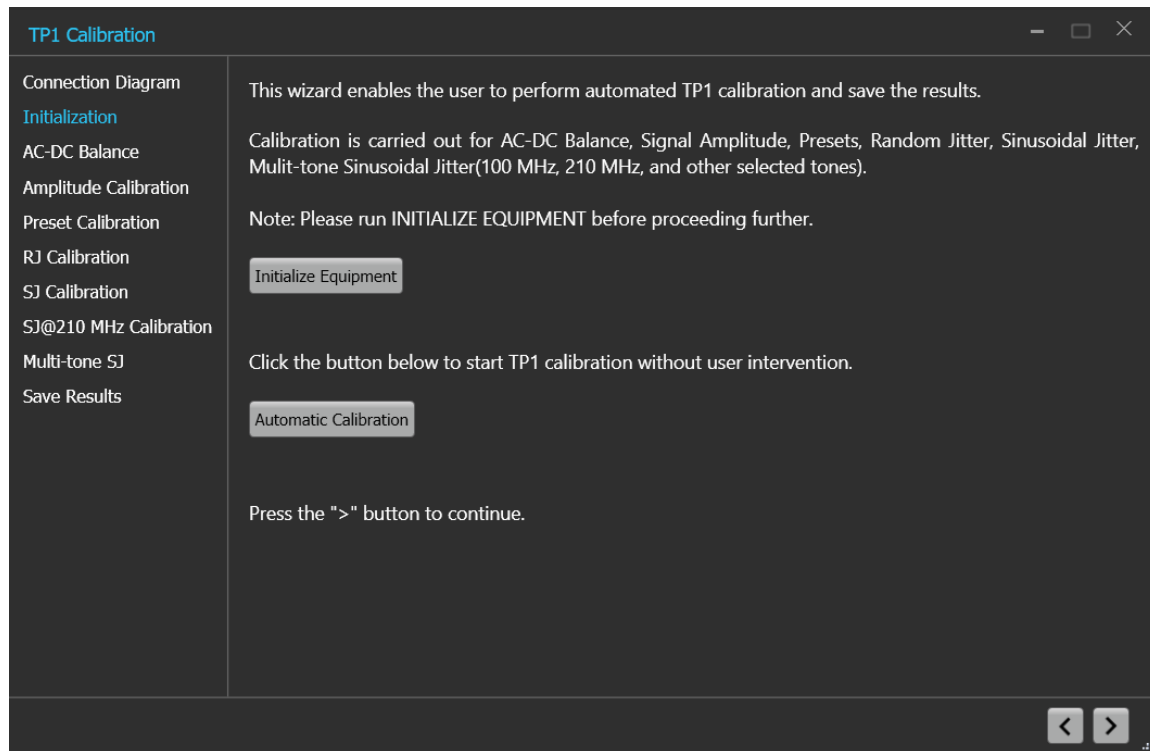 TP1 Calibration
Connection Diagram
Initialization
AC-DC Balance
Amplitude Calibration
Preset Calibration
RJ Calibration
SJ Calibration
SJ@210 MHz Calibration
Multi-tone SJ
Save Results
This wizard enables the user to perform automated TP1 calibration and save the results.
Calibration is carried out for AC-DC Balance, Signal Amplitude, Presets, Random Jitter, Sinusoidal Jitter,
Mulit-tone Sinusoidal Jitter(100 MHz, 210 MHz, and other selected tones).
Note: Please run INITIALIZE EQUIPMENT before proceeding further.
Initialize Equipment
Click the button below to start TP1 calibration without user intervention.
Automatic Calibration
Press the ">" button to continue.
< >